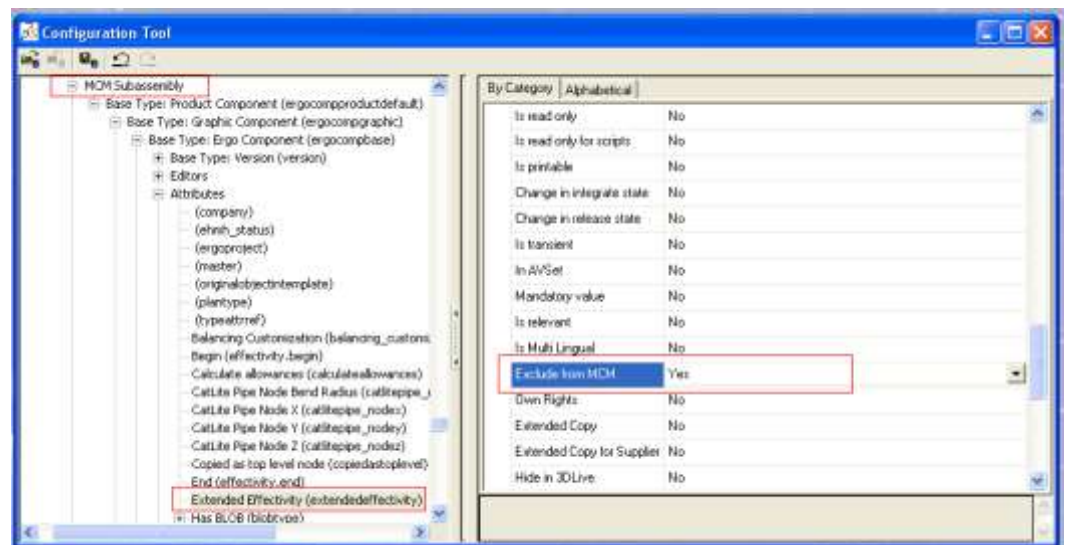 Configuration Tool
MCM Subassembly
Base Type: Product Component (ergocompproductdefault)
Base Type: Graphic Component (ergocompgraphic)
Base Type: Ergo Component (ergocompbase)
Base Type: Version (version)
Editors
Attributes
(company)
(ehnih_status)
(ergoproject)
(master)
(originalobjectintemplate)
(plantype)
(typeattrref)
Balancing Customization (balancing_customi
Begin (effectivity.begin)
Calculate allowances (calculateallowances)
CatLite Pipe Node Bend Radius (catlitepipe_
CatLite Pipe Node X (catlitepipe_nodex)
CatLite Pipe Node Y (catlitepipe_nodey)
CatLite Pipe Node Z (catlitepipe_nodez)
Copied as top level node (copiedastoplevel)
End (effectivity.end)
Extended Effectivity (extendedeffectivity)
Has BLOB (blobtype)
By Category Alphabetical
Is read only No
Is read only for scripts No
Is printable No
Change in integrate state No
Change in release state No
Is transient No
In AVSet No
Mandatory value No
Is relevant No
Is Multi Lingual No
Exclude from MCM Yes
Own Rights No
Extended Copy No
Extended Copy for Supplier No
Hide in 3DLive No